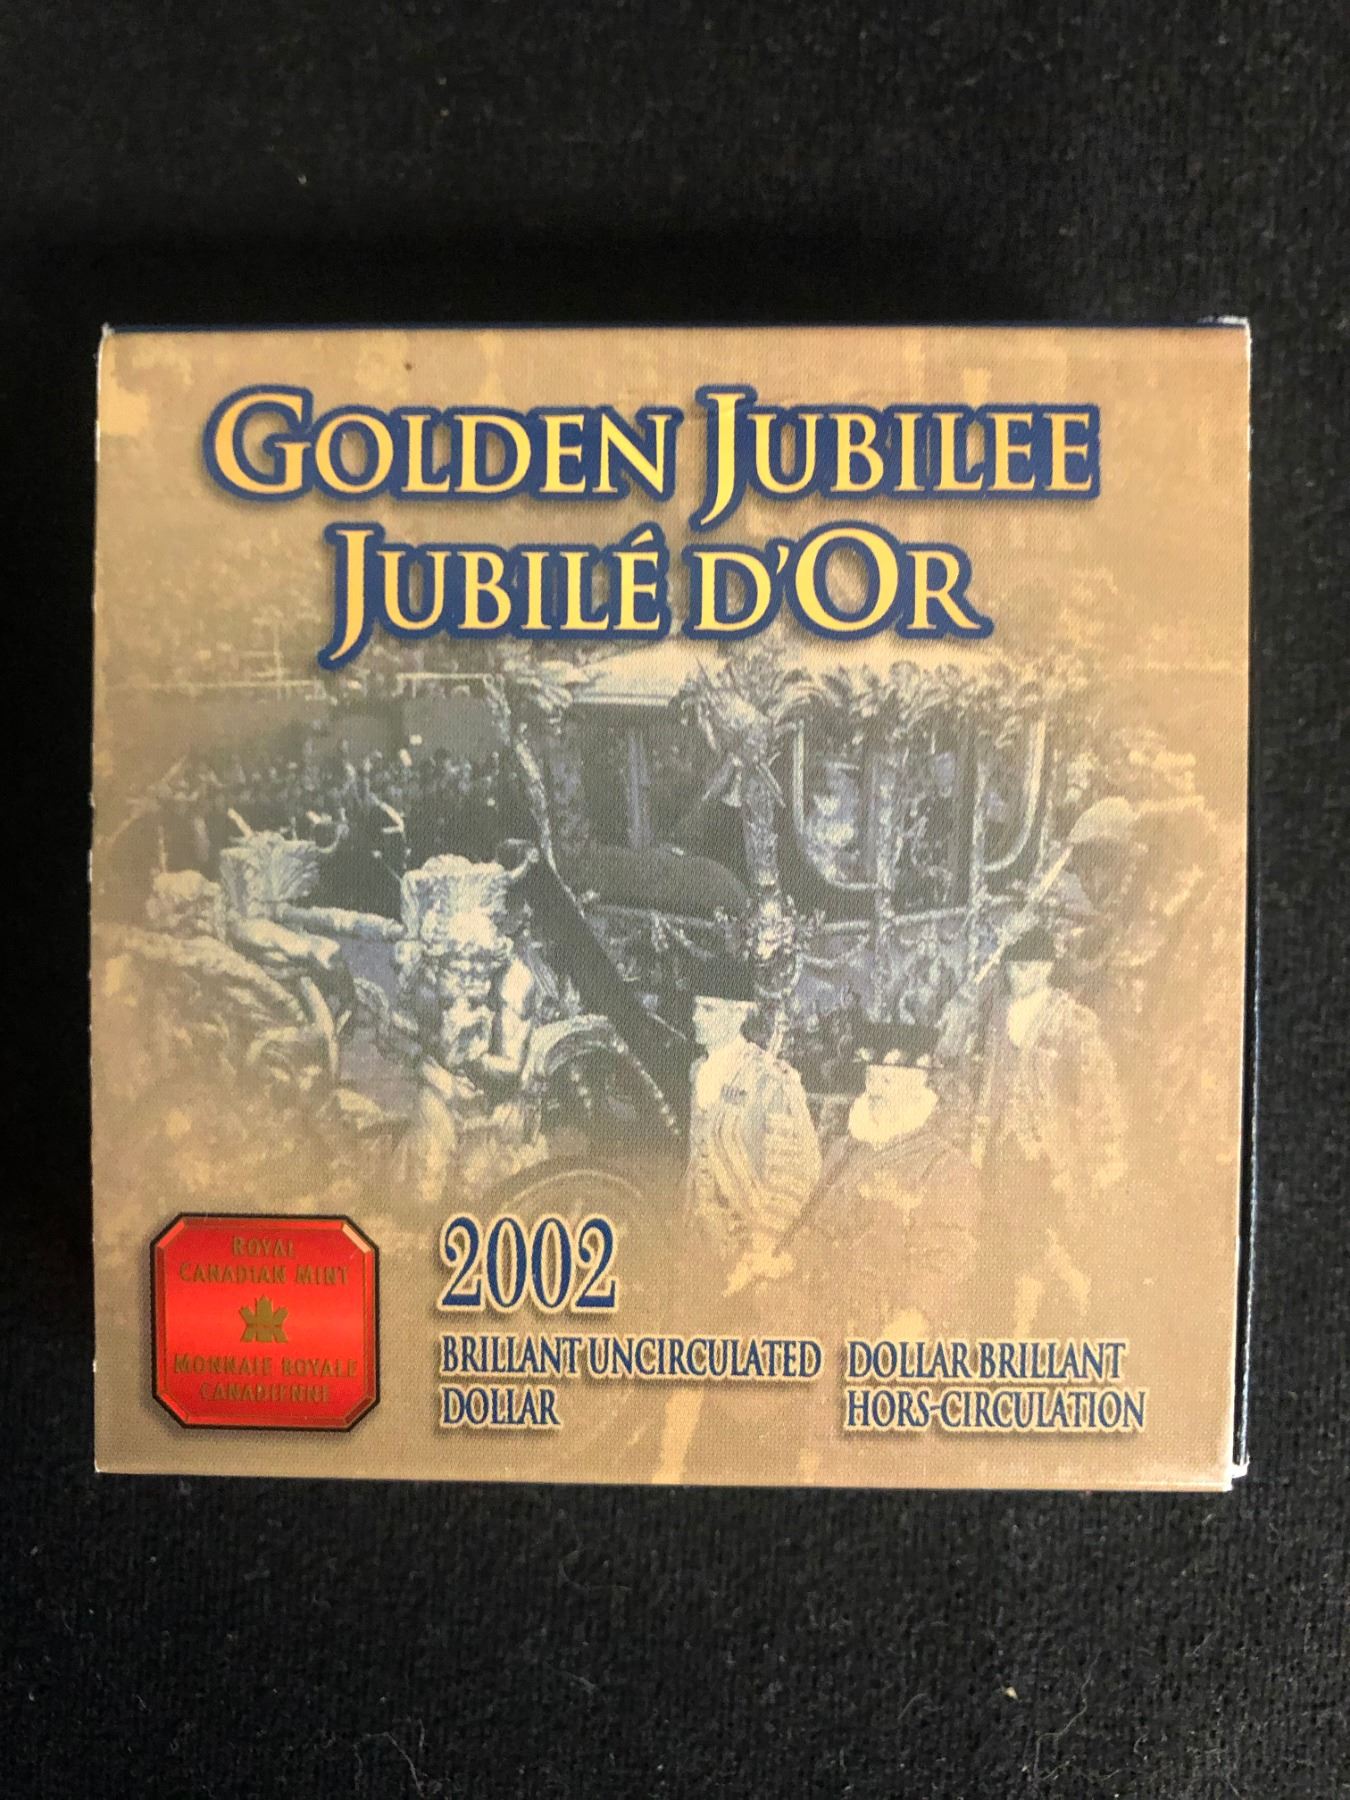 GOLDEN JUBILEE
JUBILÉ D'OR
ROYAL
CANADIAN MINT
MONNAIE ROYALE
CANADIENNE
2002
BRILLANT UNCIRCULATED
DOLLAR
DOLLAR BRILLANT
HORS-CIRCULATION